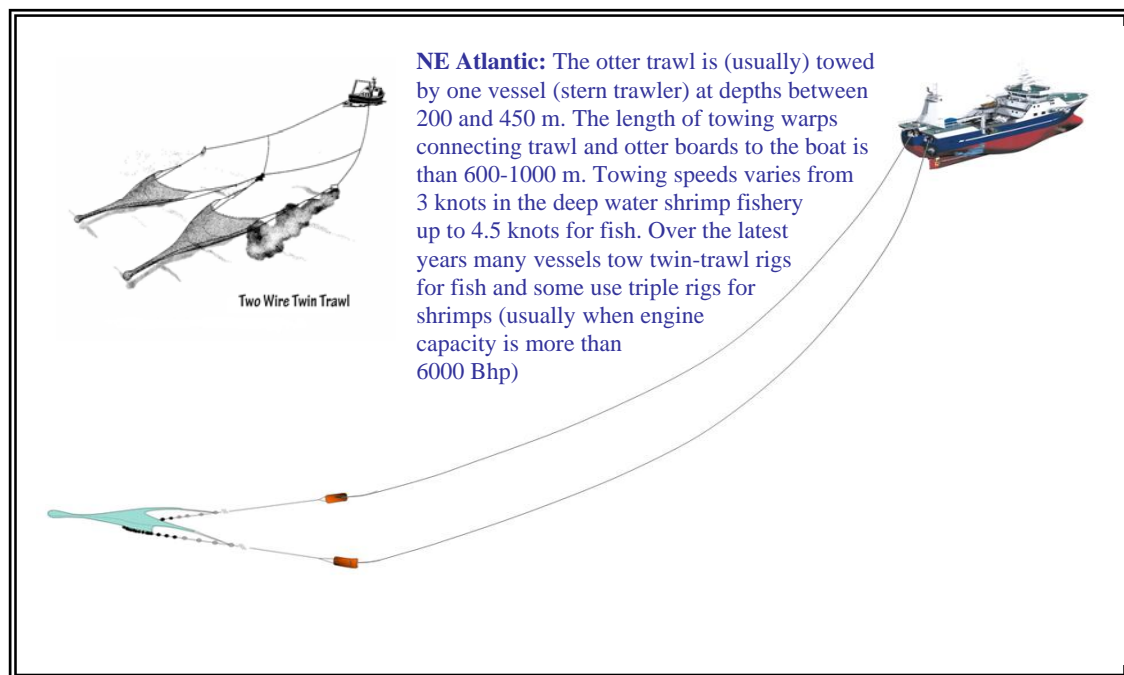 NE Atlantic: The otter trawl is (usually) towed
by one vessel (stern trawler) at depths between
200 and 450 m. The length of towing warps
connecting trawl and otter boards to the boat is
than 600-1000 m. Towing speeds varies from
3 knots in the deep water shrimp fishery
up to 4.5 knots for fish. Over the latest
years many vessels tow twin-trawl rigs
for fish and some use triple rigs for
shrimps (usually when engine
capacity is more than
6000 Bhp)
Two Wire Twin Trawl